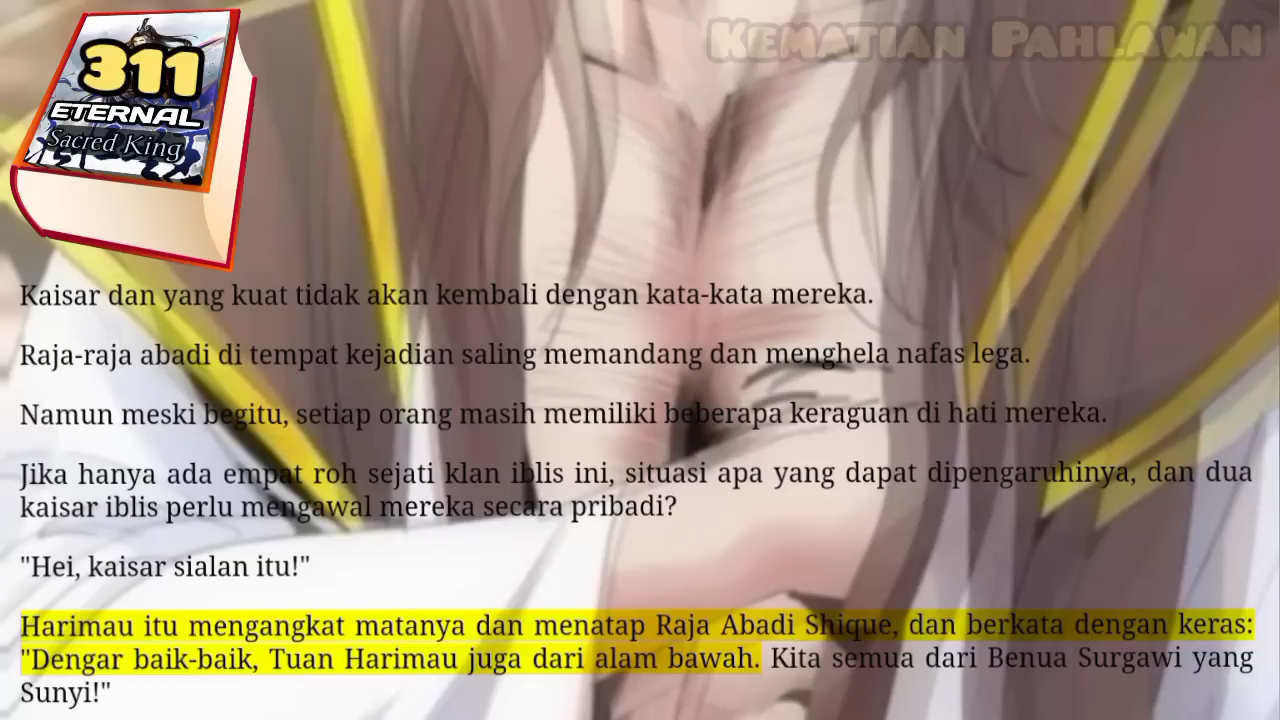 KEMATIAN PAHLAWAN
311
ETERNAL
Sacred King
Kaisar dan yang kuat tidak akan kembali dengan kata-kata mereka.
Raja-raja abadi di tempat kejadian saling memandang dan menghela nafas lega.
Namun meski begitu, setiap orang masih memiliki beberapa keraguan di hati mereka.
Jika hanya ada empat roh sejati klan iblis ini, situasi apa yang dapat dipengaruhinya, dan dua
kaisar iblis perlu mengawal mereka secara pribadi?
"Hei, kaisar sialan itu!"
Harimau itu mengangkat matanya dan menatap Raja Abadi Shique, dan berkata dengan keras:
"Dengar baik-baik, Tuan Harimau juga dari alam bawah. Kita semua dari Benua Surgawi yang
Sunyi!"